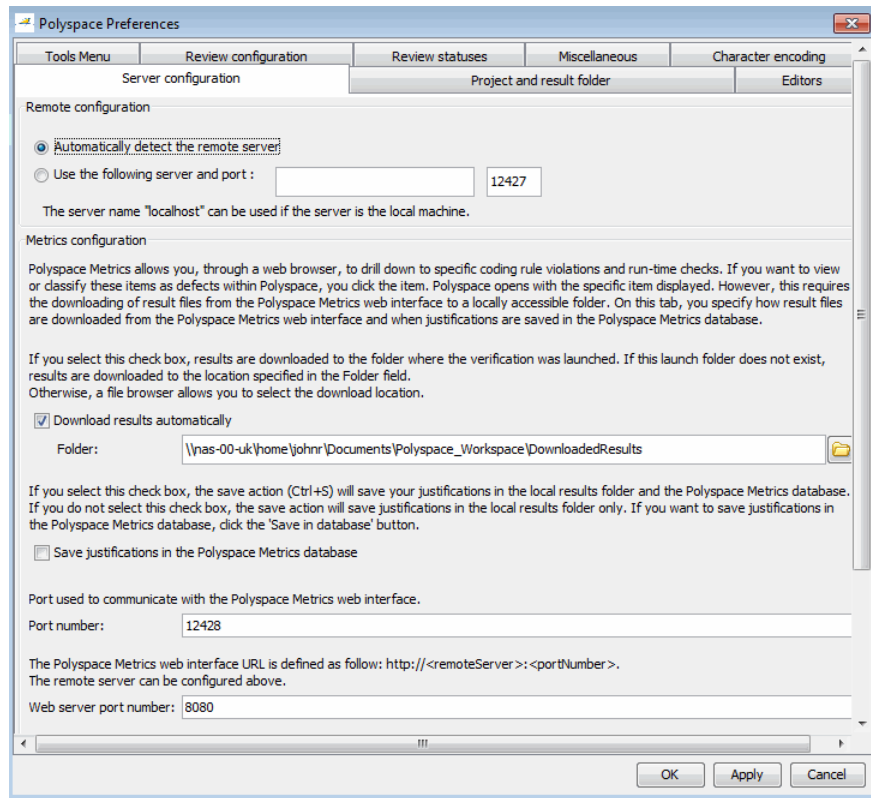 Polyspace Preferences
Tools Menu
Review configuration
Review statuses
Miscellaneous
Character encoding
Server configuration
Project and result folder
Editors
Remote configuration
Automatically detect the remote server
Use the following server and port :
12427
The server name "localhost" can be used if the server is the local machine.
Metrics configuration
Polyspace Metrics allows you, through a web browser, to drill down to specific coding rule violations and run-time checks. If you want to view
or classify these items as defects within Polyspace, you click the item. Polyspace opens with the specific item displayed. However, this requires
the downloading of result files from the Polyspace Metrics web interface to a locally accessible folder. On this tab, you specify how result files
are downloaded from the Polyspace Metrics web interface and when justifications are saved in the Polyspace Metrics database.
If you select this check box, results are downloaded to the folder where the verification was launched. If this launch folder does not exist,
results are downloaded to the location specified in the Folder field.
Otherwise, a file browser allows you to select the download location.
Download results automatically
Folder:
\\nas-00-uk\home\johnr\Documents\Polyspace_Workspace\DownloadedResults
If you select this check box, the save action (Ctrl+S) will save your justifications in the local results folder and the Polyspace Metrics database.
If you do not select this check box, the save action will save justifications in the local results folder only. If you want to save justifications in
the Polyspace Metrics database, click the 'Save in database' button.
Save justifications in the Polyspace Metrics database
Port used to communicate with the Polyspace Metrics web interface.
Port number:
12428
The Polyspace Metrics web interface URL is defined as follow: http://<remoteServer>:<portNumber>.
The remote server can be configured above.
Web server port number:
8080
OK
Apply
Cancel